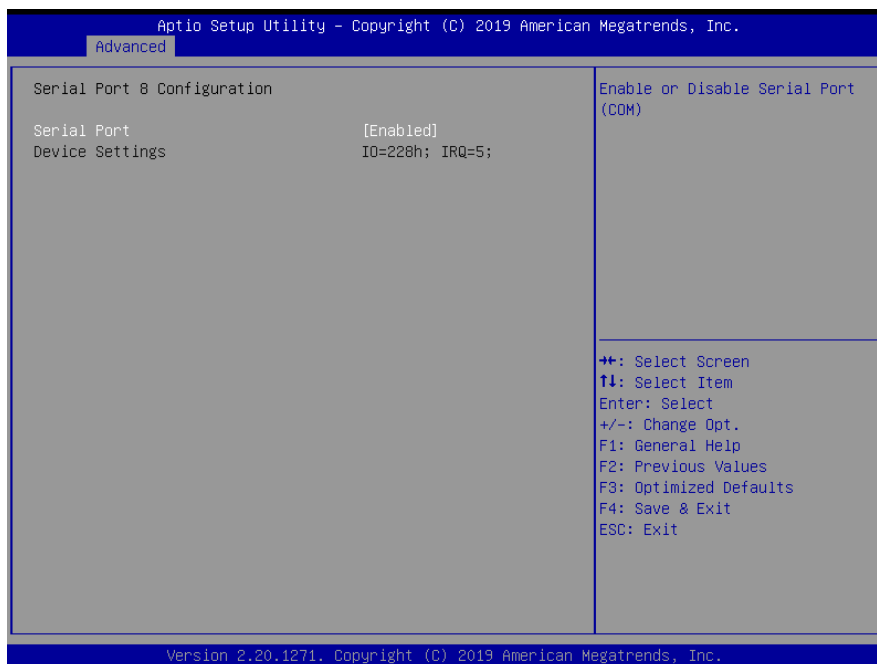 Aptio Setup Utility – Copyright (C) 2019 American Megatrends, Inc.
Advanced
Serial Port 8 Configuration
Serial Port [Enabled]
Device Settings IO=228h; IRQ=5;
Enable or Disable Serial Port
(COM)
→←: Select Screen
↑↓: Select Item
Enter: Select
+/-: Change Opt.
F1: General Help
F2: Previous Values
F3: Optimized Defaults
F4: Save & Exit
ESC: Exit
Version 2.20.1271. Copyright (C) 2019 American Megatrends, Inc.